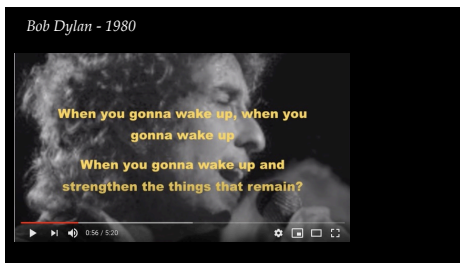 Bob Dylan - 1980
When you gonna wake up, when you
gonna wake up
When you gonna wake up and
strengthen the things that remain?
0:56 / 5:20